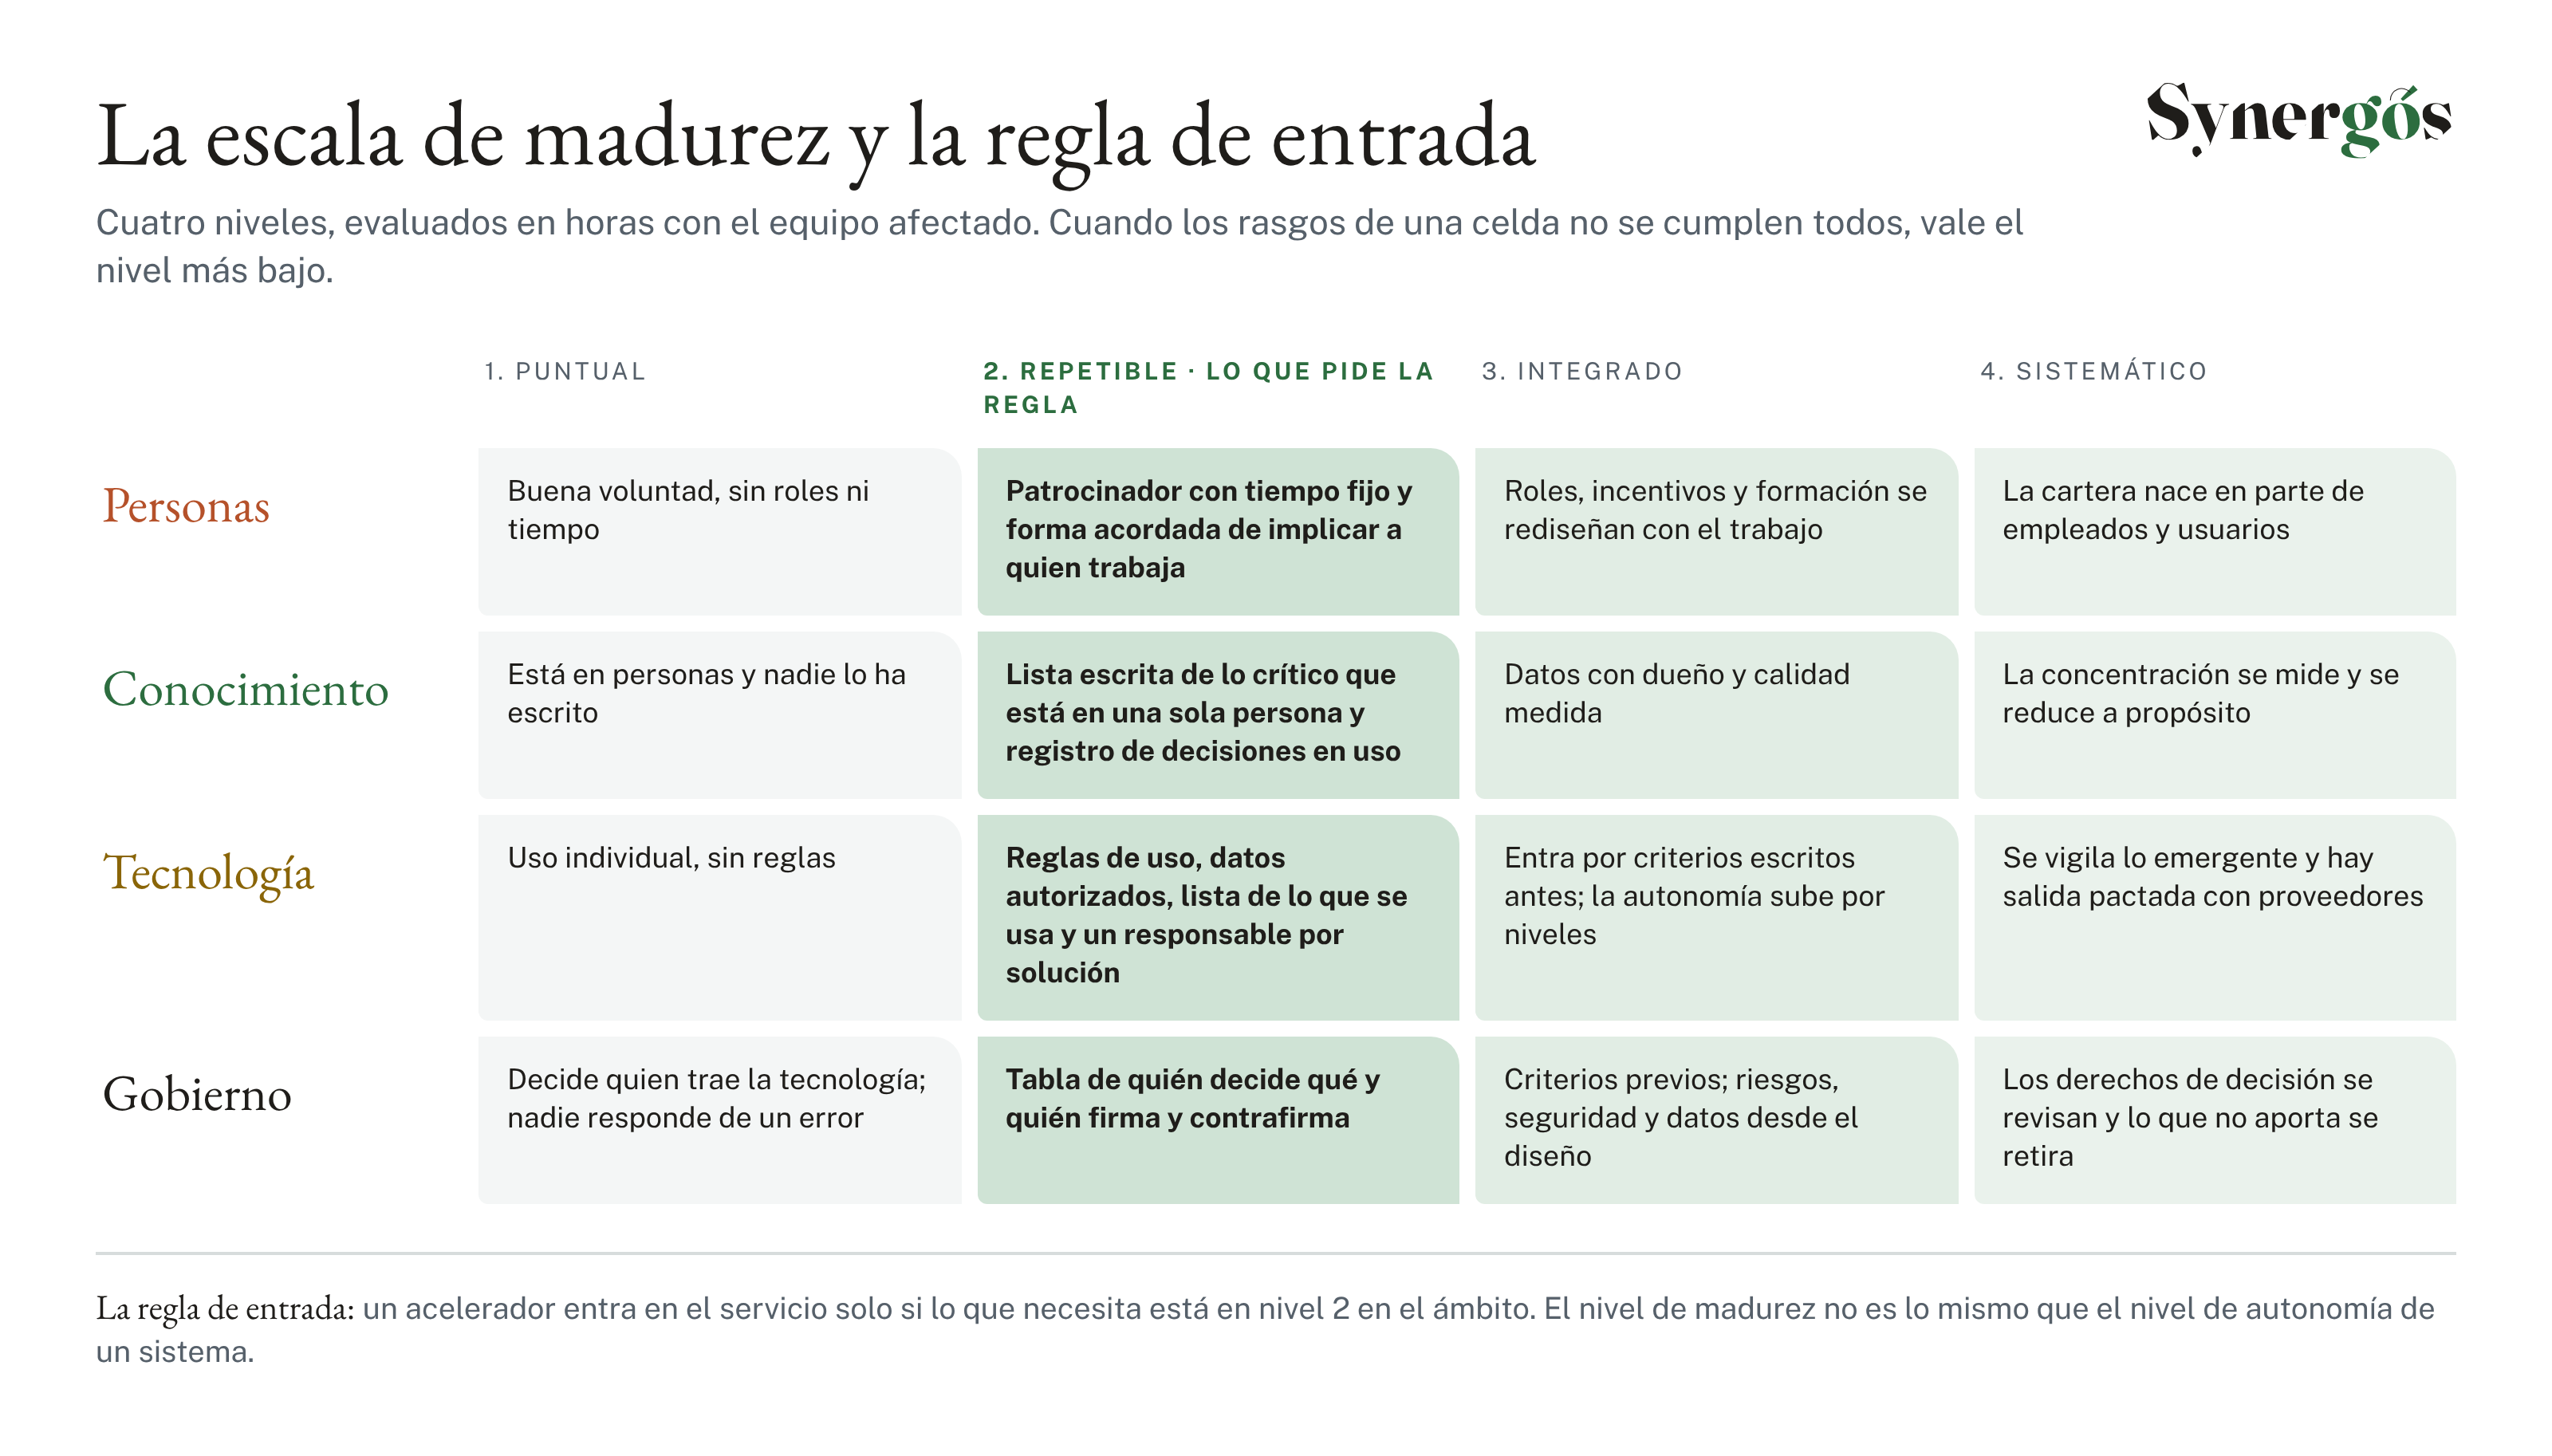 La escala de madurez y la regla de entrada
Synergós
Cuatro niveles, evaluados en horas con el equipo afectado. Cuando los rasgos de una celda no se cumplen todos, vale el
nivel más bajo.
1. PUNTUAL
2. REPETIBLE · LO QUE PIDE LA
REGLA
3. INTEGRADO
4. SISTEMÁTICO
Personas
Buena voluntad, sin roles ni
tiempo
Patrocinador con tiempo fijo y
forma acordada de implicar a
quien trabaja
Roles, incentivos y formación se
rediseñan con el trabajo
La cartera nace en parte de
empleados y usuarios
Conocimiento
Está en personas y nadie lo ha
escrito
Lista escrita de lo crítico que
está en una sola persona y
registro de decisiones en uso
Datos con dueño y calidad
medida
La concentración se mide y se
reduce a propósito
Tecnología
Uso individual, sin reglas
Reglas de uso, datos
autorizados, lista de lo que se
usa y un responsable por
solución
Entra por criterios escritos
antes; la autonomía sube por
niveles
Se vigila lo emergente y hay
salida pactada con proveedores
Gobierno
Decide quien trae la tecnología;
nadie responde de un error
Tabla de quién decide qué y
quién firma y contrafirma
Criterios previos; riesgos,
seguridad y datos desde el
diseño
Los derechos de decisión se
revisan y lo que no aporta se
retira
La regla de entrada: un acelerador entra en el servicio solo si lo que necesita está en nivel 2 en el ámbito. El nivel de madurez no es lo mismo que el nivel de autonomía de
un sistema.